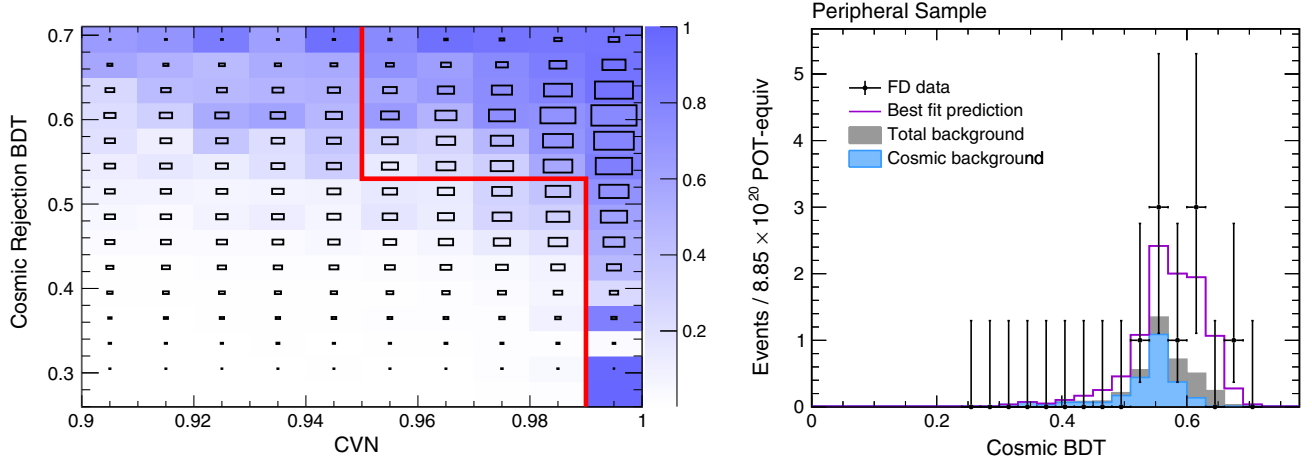 0.7
0.6
0.5
0.4
0.3
Cosmic Rejection BDT
0.9
0.92
0.94
0.96
0.98
1
CVN
1
0.8
0.6
0.4
0.2
Peripheral Sample
5
4
3
2
1
0
Events / 8.85 × 10²⁰ POT-equiv
FD data
Best fit prediction
Total background
Cosmic background
0
0.2
0.4
0.6
Cosmic BDT